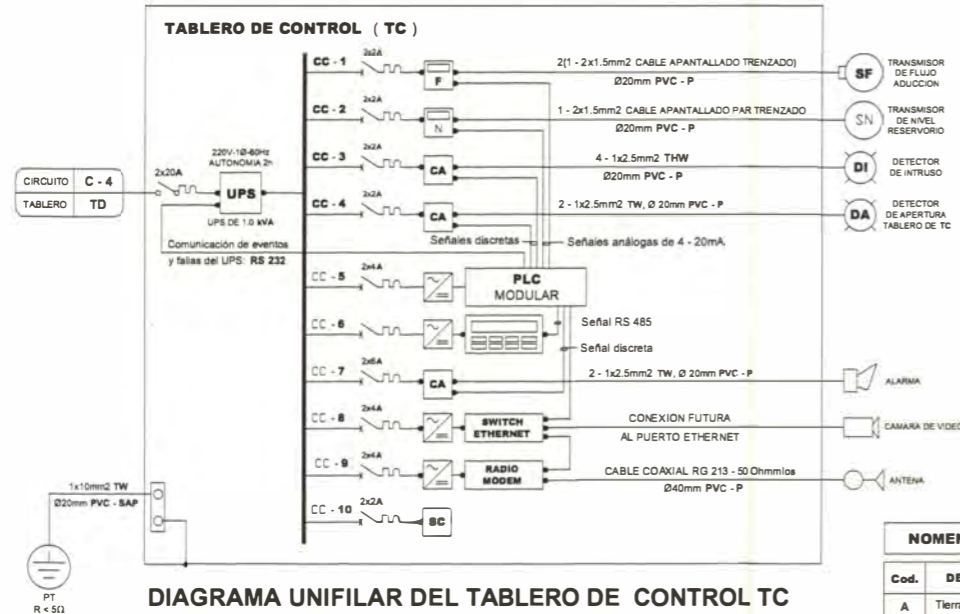 TABLERO DE CONTROL ( TC )
CC - 1
2x2A
F
2(1 - 2x1.5mm2 CABLE APANTALLADO TRENZADO)
Ø20mm PVC - P
SF
TRANSMISOR
DE FLUJO
ADUCCION
CC - 2
2x2A
N
1 - 2x1.5mm2 CABLE APANTALLADO PAR TRENZADO
Ø20mm PVC - P
SN
TRANSMISOR
DE NIVEL
RESERVORIO
CC - 3
2x2A
CA
4 - 1x2.5mm2 THW
Ø20mm PVC - P
DI
DETECTOR
DE INTRUSO
CIRCUITO C - 4
TABLERO TD
2x20A
220V-1Ø-60Hz
AUTONOMIA 2h
UPS
UPS DE 1.0 kVA
CC - 4
2x2A
CA
2 - 1x2.5mm2 TW, Ø 20mm PVC - P
DA
DETECTOR
DE APERTURA
TABLERO DE TC
Comunicación de eventos
y fallas del UPS: RS 232
Señales discretas
Señales análogas de 4 - 20mA.
CC - 5
2x4A
PLC
MODULAR
CC - 6
Señal RS 485
Señal discreta
CC - 7
2x6A
CA
2 - 1x2.5mm2 TW, Ø 20mm PVC - P
ALARMA
CC - 8
2x4A
SWITCH
ETHERNET
CONEXION FUTURA
AL PUERTO ETHERNET
CAMARA DE VIDEO
CC - 9
2x4A
RADIO
MODEM
CABLE COAXIAL RG 213 - 50 Ohmmios
Ø40mm PVC - P
ANTENA
1x10mm2 TW
Ø20mm PVC - SAP
CC - 10
2x2A
SC
PT
R < 5Ω
DIAGRAMA UNIFILAR DEL TABLERO DE CONTROL TC
NOMEN
Cod. DE
A Tierra